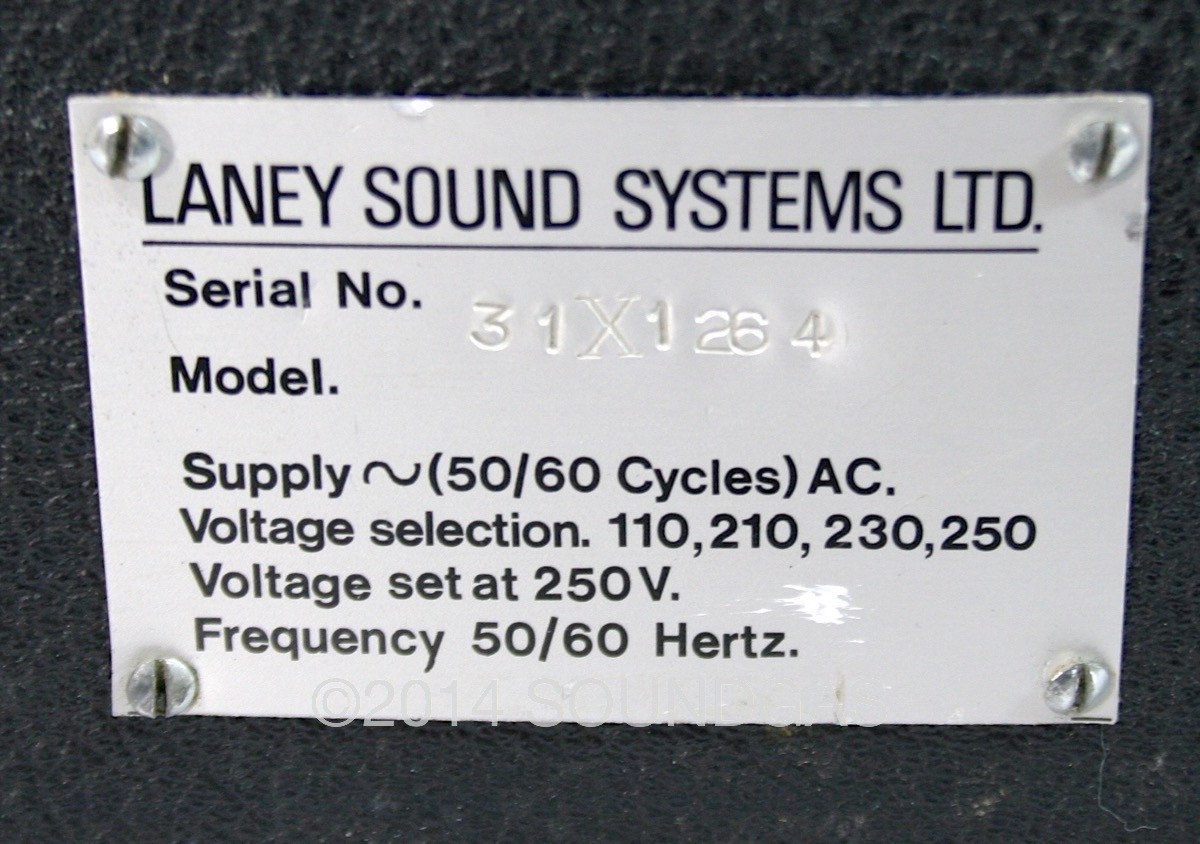 LANEY SOUND SYSTEMS LTD.
Serial No. 31X1264
Model.
Supply ~ (50/60 Cycles) AC.
Voltage selection. 110, 210, 230, 250
Voltage set at 250V.
Frequency 50/60 Hertz.
©2014 SOUNDGAS